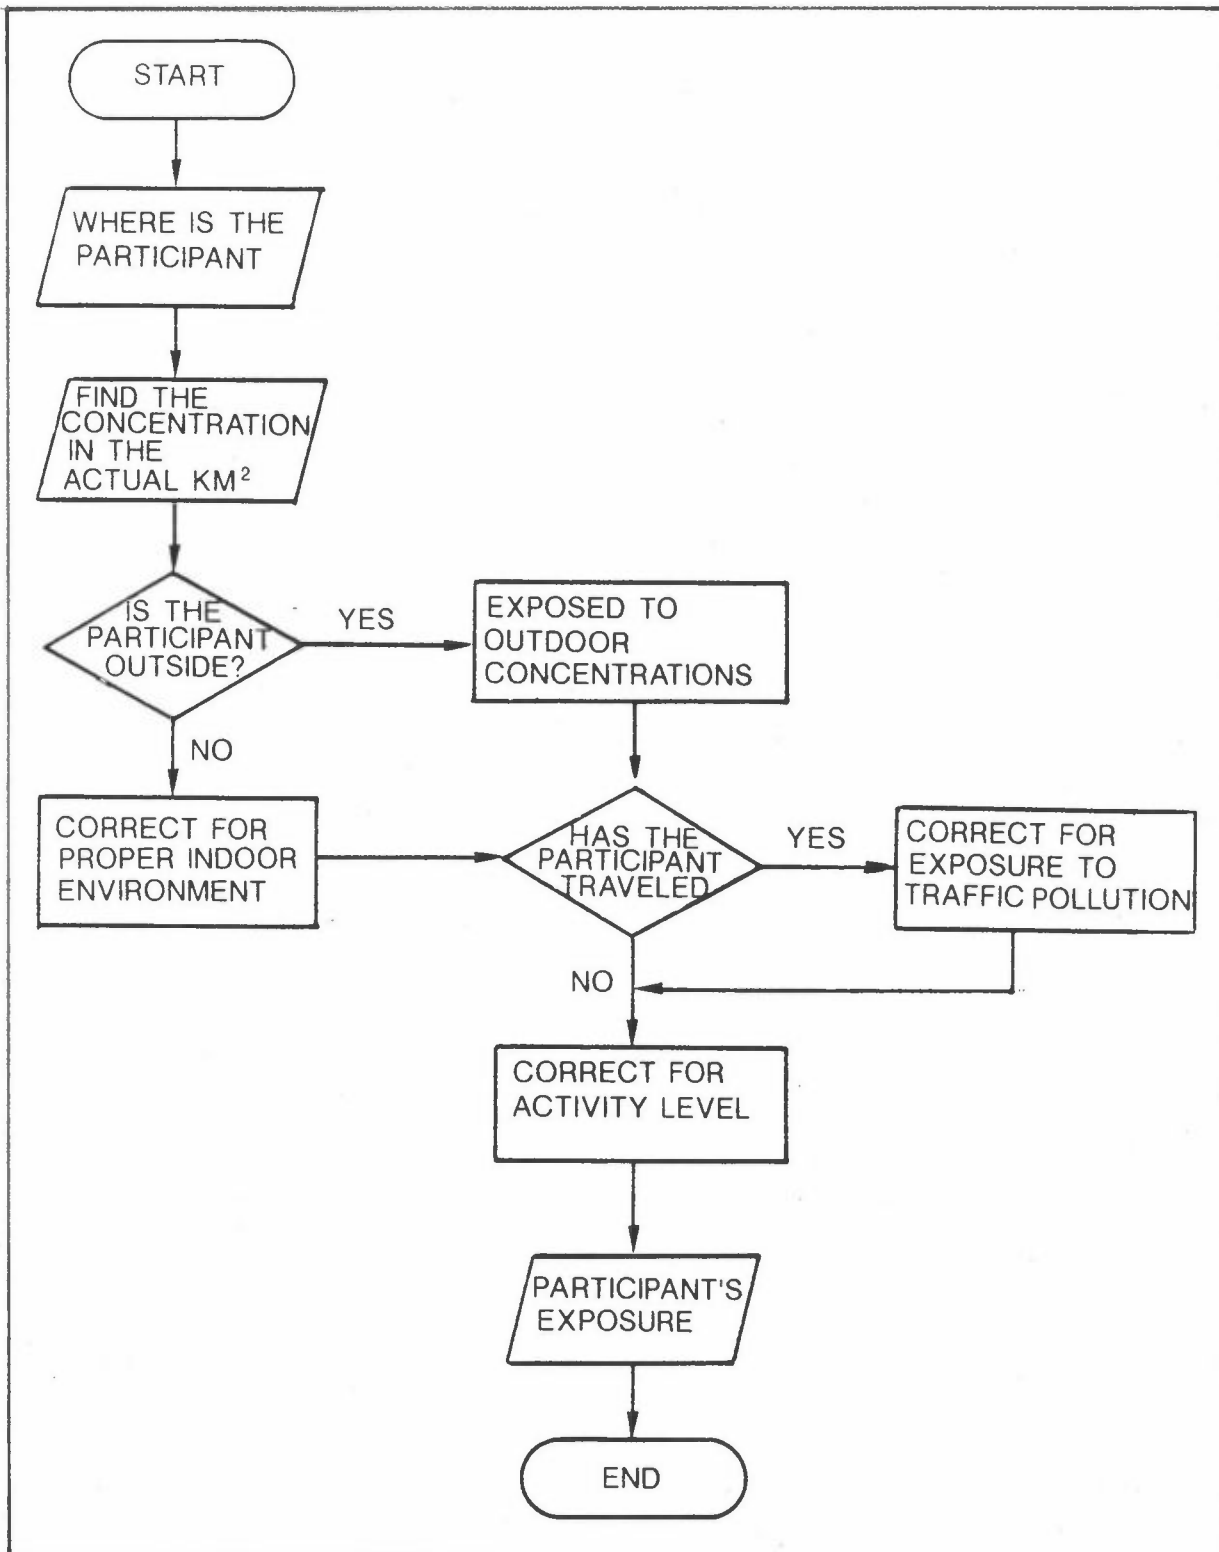 START
WHERE IS THE
PARTICIPANT
FIND THE
CONCENTRATION
IN THE
ACTUAL KM²
IS THE
PARTICIPANT
OUTSIDE?
YES
EXPOSED TO
OUTDOOR
CONCENTRATIONS
NO
CORRECT FOR
PROPER INDOOR
ENVIRONMENT
HAS THE
PARTICIPANT
TRAVELED
YES
CORRECT FOR
EXPOSURE TO
TRAFFIC POLLUTION
NO
CORRECT FOR
ACTIVITY LEVEL
PARTICIPANT'S
EXPOSURE
END